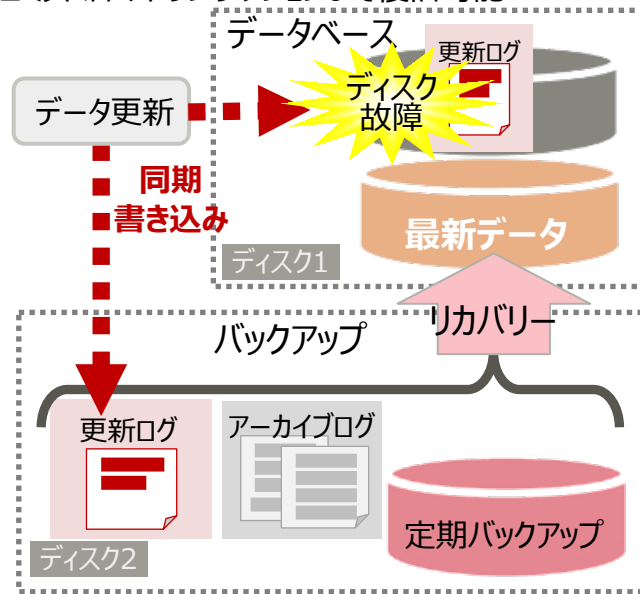 データベース
更新ログ
データ更新
ディスク
故障
同期
書き込み
最新データ
ディスク1
リカバリー
バックアップ
更新ログ
アーカイブログ
定期バックアップ
ディスク2